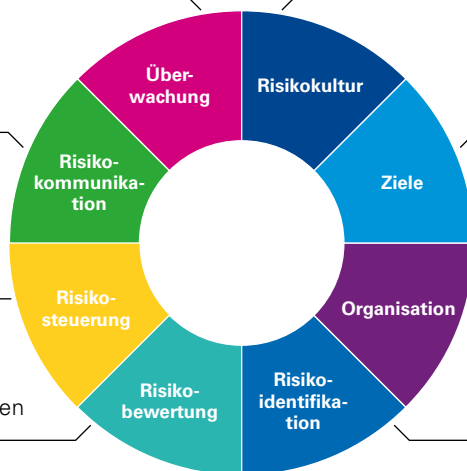 Über-
wachung
Risikokultur
Risiko-
kommunika-
tion
Ziele
Risiko-
steuerung
Organisation
Risiko-
bewertung
Risiko-
identifika-
tion
en